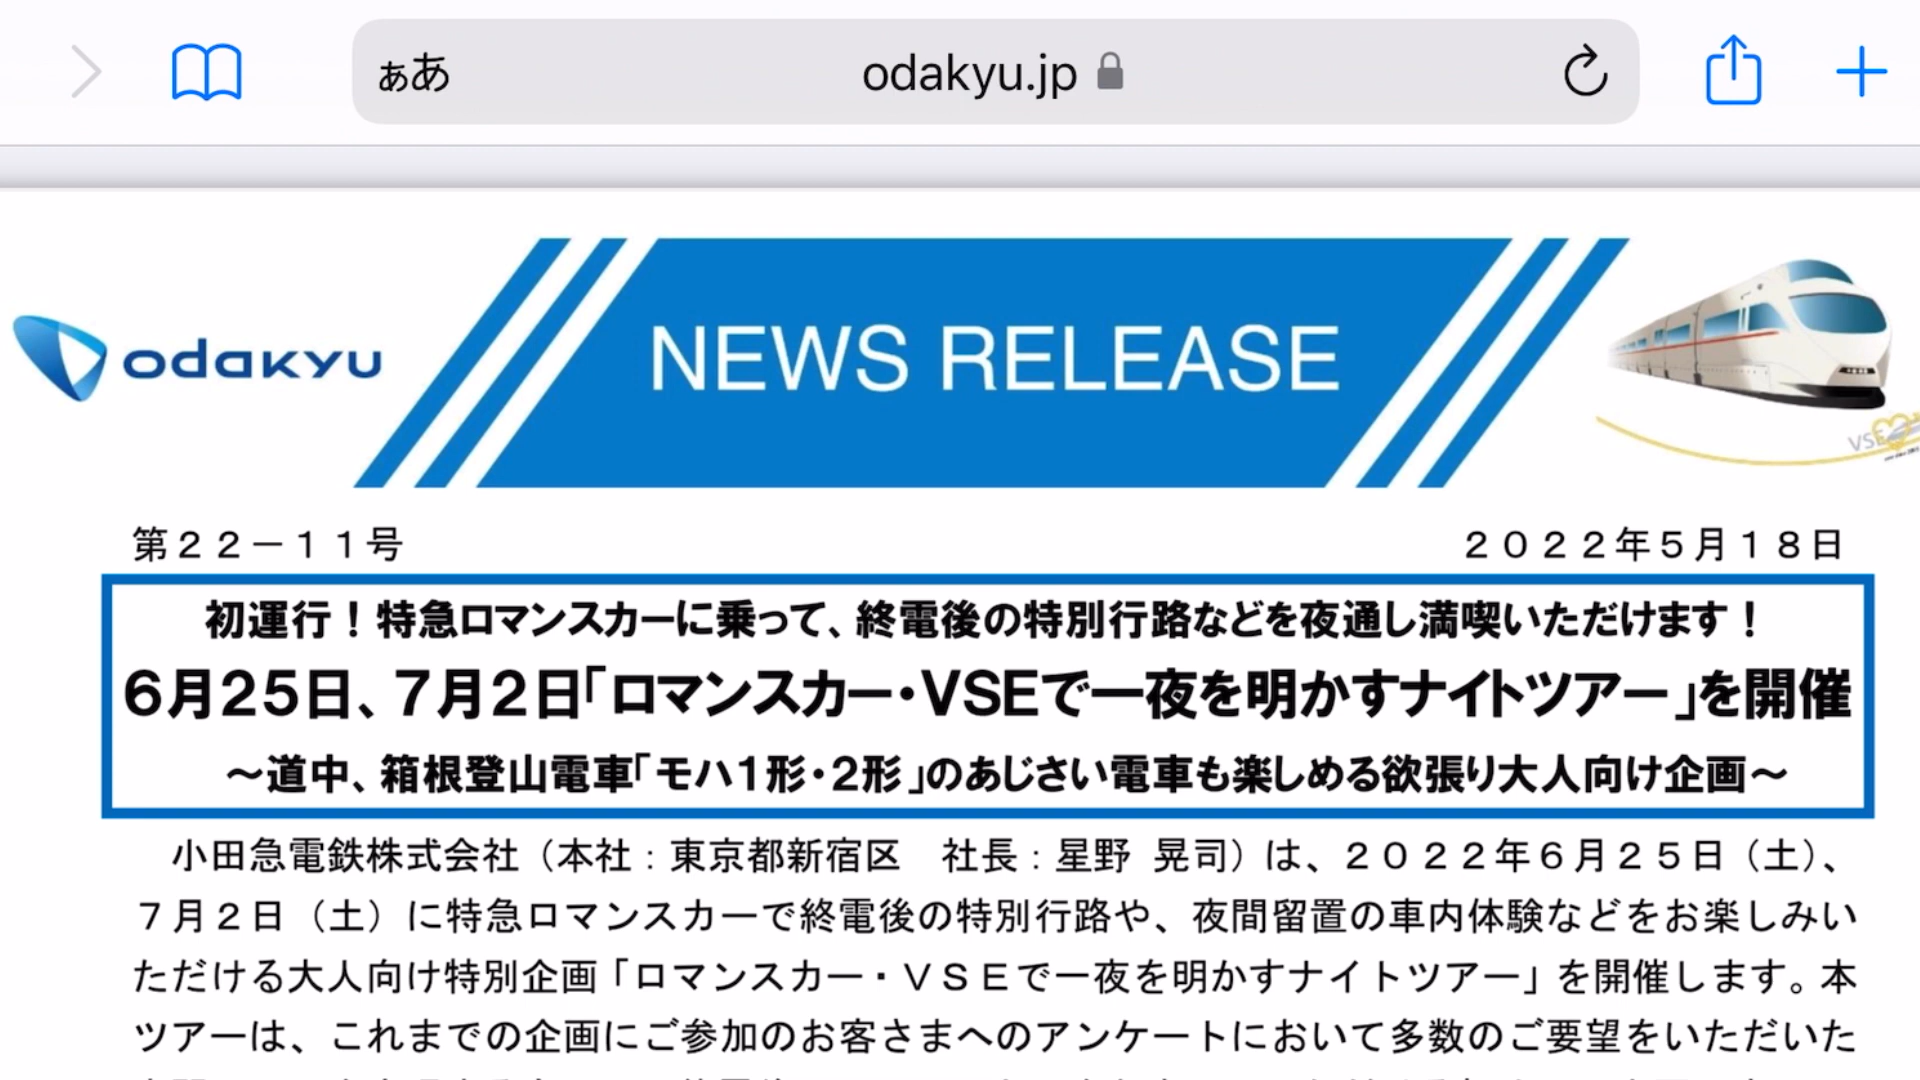 ぁあ odakyu.jp
odakyu NEWS RELEASE
VSE
第２２－１１号 ２０２２年５月１８日
初運行！特急ロマンスカーに乗って、終電後の特別行路などを夜通し満喫いただけます！
６月２５日、７月２日「ロマンスカー・VSEで一夜を明かすナイトツアー」を開催
～道中、箱根登山電車「モハ１形・２形」のあじさい電車も楽しめる欲張り大人向け企画～
小田急電鉄株式会社（本社：東京都新宿区　社長：星野 晃司）は、２０２２年６月２５日（土）、
７月２日（土）に特急ロマンスカーで終電後の特別行路や、夜間留置の車内体験などをお楽しみい
ただける大人向け特別企画「ロマンスカー・ＶＳＥで一夜を明かすナイトツアー」を開催します。本
ツアーは、これまでの企画にご参加のお客さまへのアンケートにおいて多数のご要望をいただいた